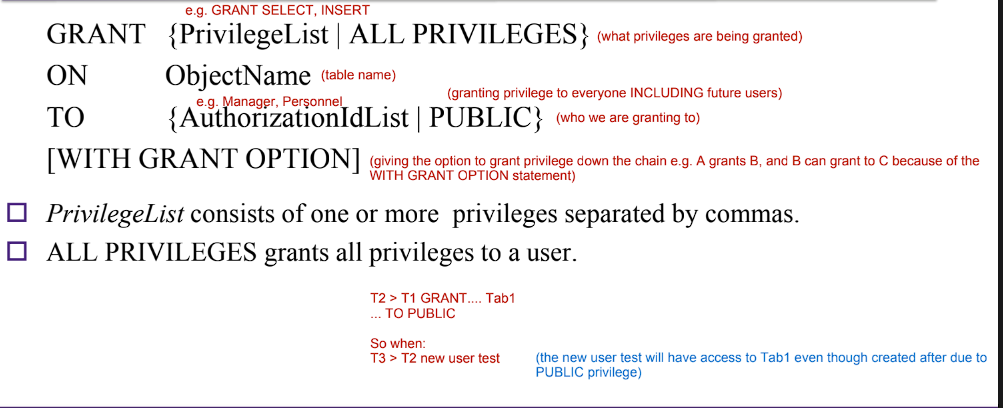 e.g. GRANT SELECT, INSERT
GRANT {PrivilegeList | ALL PRIVILEGES} (what privileges are being granted)
ON ObjectName (table name)
e.g. Manager, Personnel (granting privilege to everyone INCLUDING future users)
TO {AuthorizationIdList | PUBLIC} (who we are granting to)
[WITH GRANT OPTION] (giving the option to grant privilege down the chain e.g. A grants B, and B can grant to C because of the
WITH GRANT OPTION statement)
PrivilegeList consists of one or more privileges separated by commas.
ALL PRIVILEGES grants all privileges to a user.
T2 > T1 GRANT.... Tab1
... TO PUBLIC
So when:
T3 > T2 new user test (the new user test will have access to Tab1 even though created after due to
PUBLIC privilege)